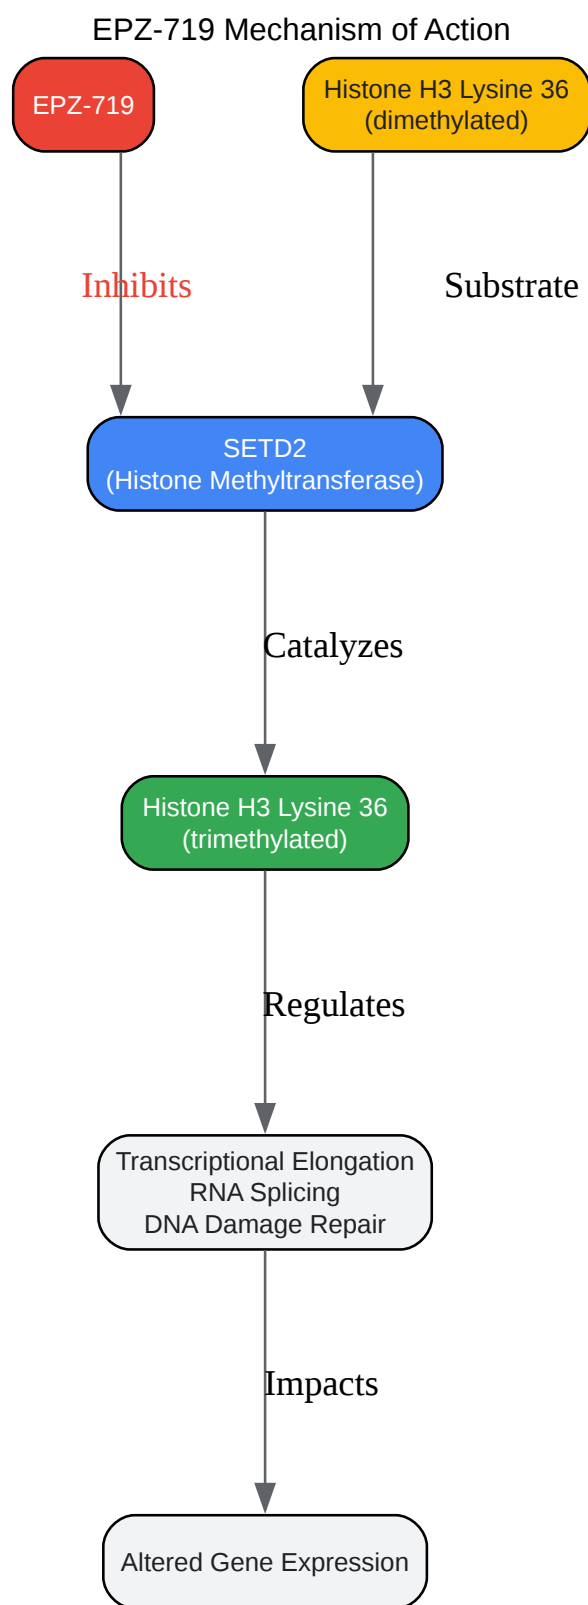 EPZ-719 Mechanism of Action
EPZ-719
Histone H3 Lysine 36
(dimethylated)
Inhibits
Substrate
SETD2
(Histone Methyltransferase)
Catalyzes
Histone H3 Lysine 36
(trimethylated)
Regulates
Transcriptional Elongation
RNA Splicing
DNA Damage Repair
Impacts
Altered Gene Expression